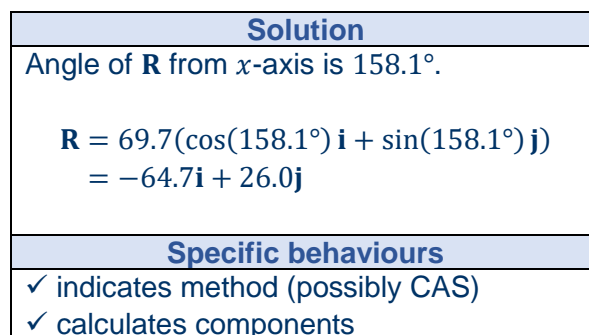 Solution
Angle of R from x-axis is 158.1°.
R = 69.7(cos(158.1°) i + sin(158.1°) j)
= −64.7i + 26.0j
Specific behaviours
✓ indicates method (possibly CAS)
✓ calculates components